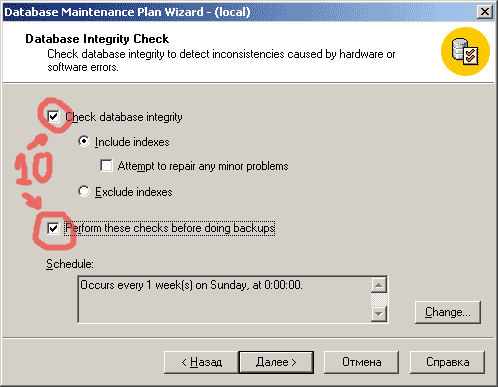 Database Maintenance Plan Wizard - (local)
Database Integrity Check
Check database integrity to detect inconsistencies caused by hardware or
software errors.
Check database integrity
Include indexes
Attempt to repair any minor problems
Exclude indexes
10
Perform these checks before doing backups
Schedule:
Occurs every 1 week(s) on Sunday, at 0:00:00.
Change...
< Назад
Далее >
Отмена
Справка